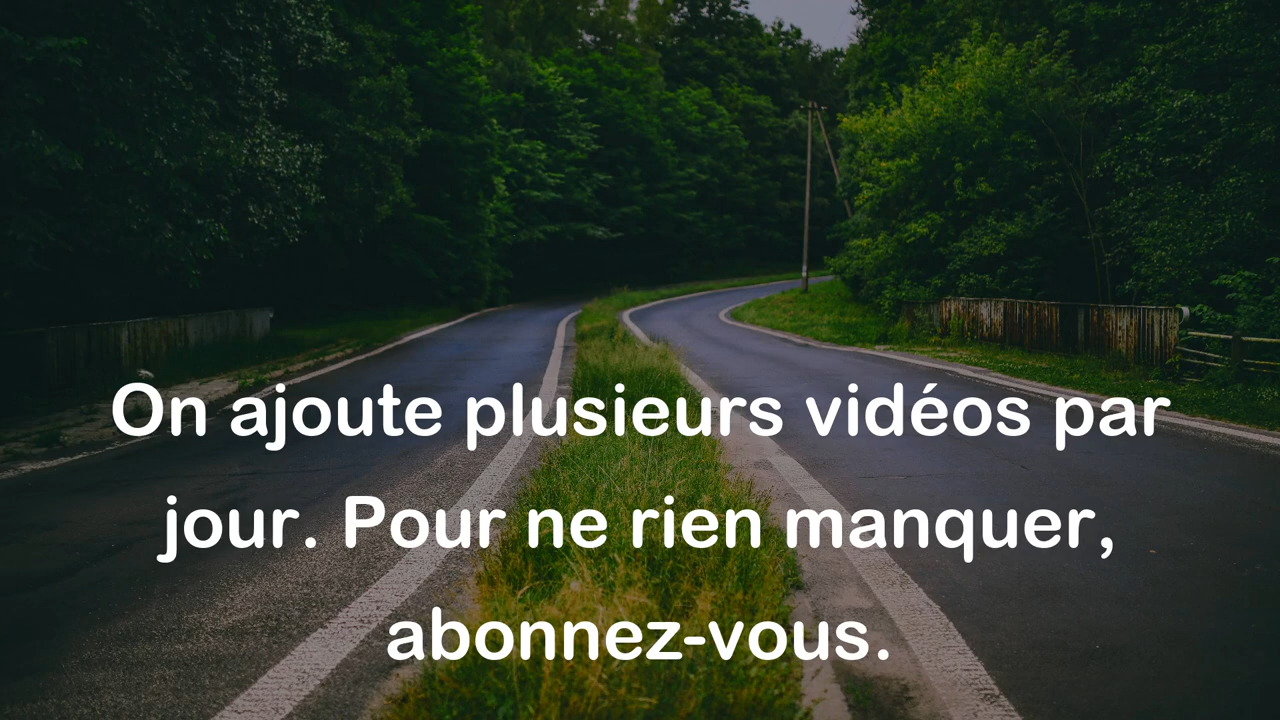 On ajoute plusieurs vidéos par
jour. Pour ne rien manquer,
abonnez-vous.